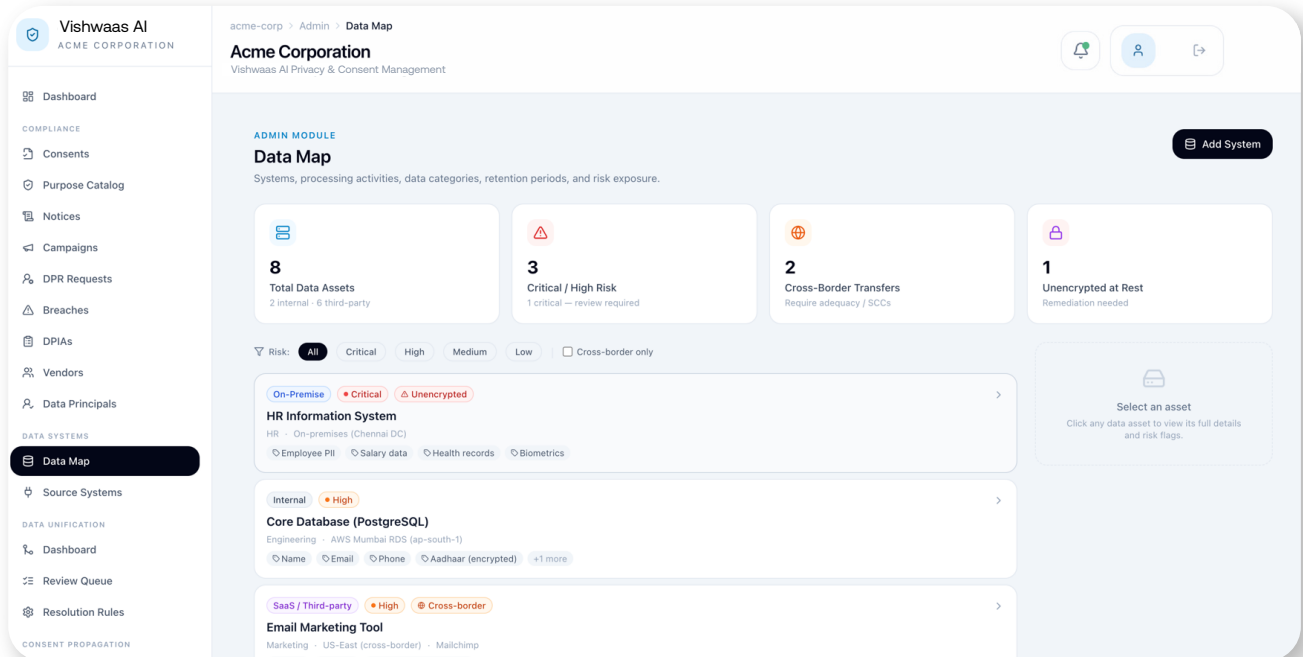 Vishwaas AI
ACME CORPORATION
Dashboard
COMPLIANCE
Consents
Purpose Catalog
Notices
Campaigns
DPR Requests
Breaches
DPIAs
Vendors
Data Principals
DATA SYSTEMS
Data Map
Source Systems
DATA UNIFICATION
Dashboard
Review Queue
Resolution Rules
CONSENT PROPAGATION
acme-corp > Admin > Data Map
Acme Corporation
Vishwaas AI Privacy & Consent Management
ADMIN MODULE
Data Map
Systems, processing activities, data categories, retention periods, and risk exposure.
Add System
8
Total Data Assets
2 internal · 6 third-party
3
Critical / High Risk
1 critical — review required
2
Cross-Border Transfers
Require adequacy / SCCs
1
Unencrypted at Rest
Remediation needed
Risk: All Critical High Medium Low Cross-border only
On-Premise Critical Unencrypted
HR Information System
HR · On-premises (Chennai DC)
Employee PII Salary data Health records Biometrics
Internal High
Core Database (PostgreSQL)
Engineering · AWS Mumbai RDS (ap-south-1)
Name Email Phone Aadhaar (encrypted) +1 more
SaaS / Third-party High Cross-border
Email Marketing Tool
Marketing · US-East (cross-border) · Mailchimp
Select an asset
Click any data asset to view its full details
and risk flags.